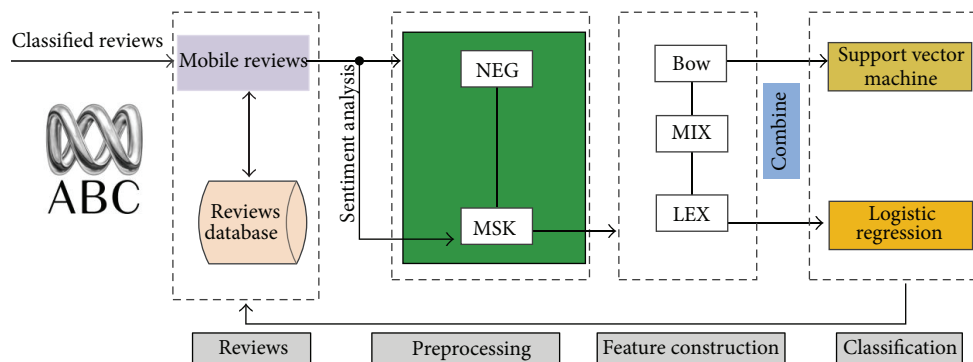 Classified reviews
Mobile reviews
ABC
Reviews
database
Sentiment analysis
NEG
MSK
Bow
MIX
LEX
Combine
Support vector
machine
Logistic
regression
Reviews
Preprocessing
Feature construction
Classification